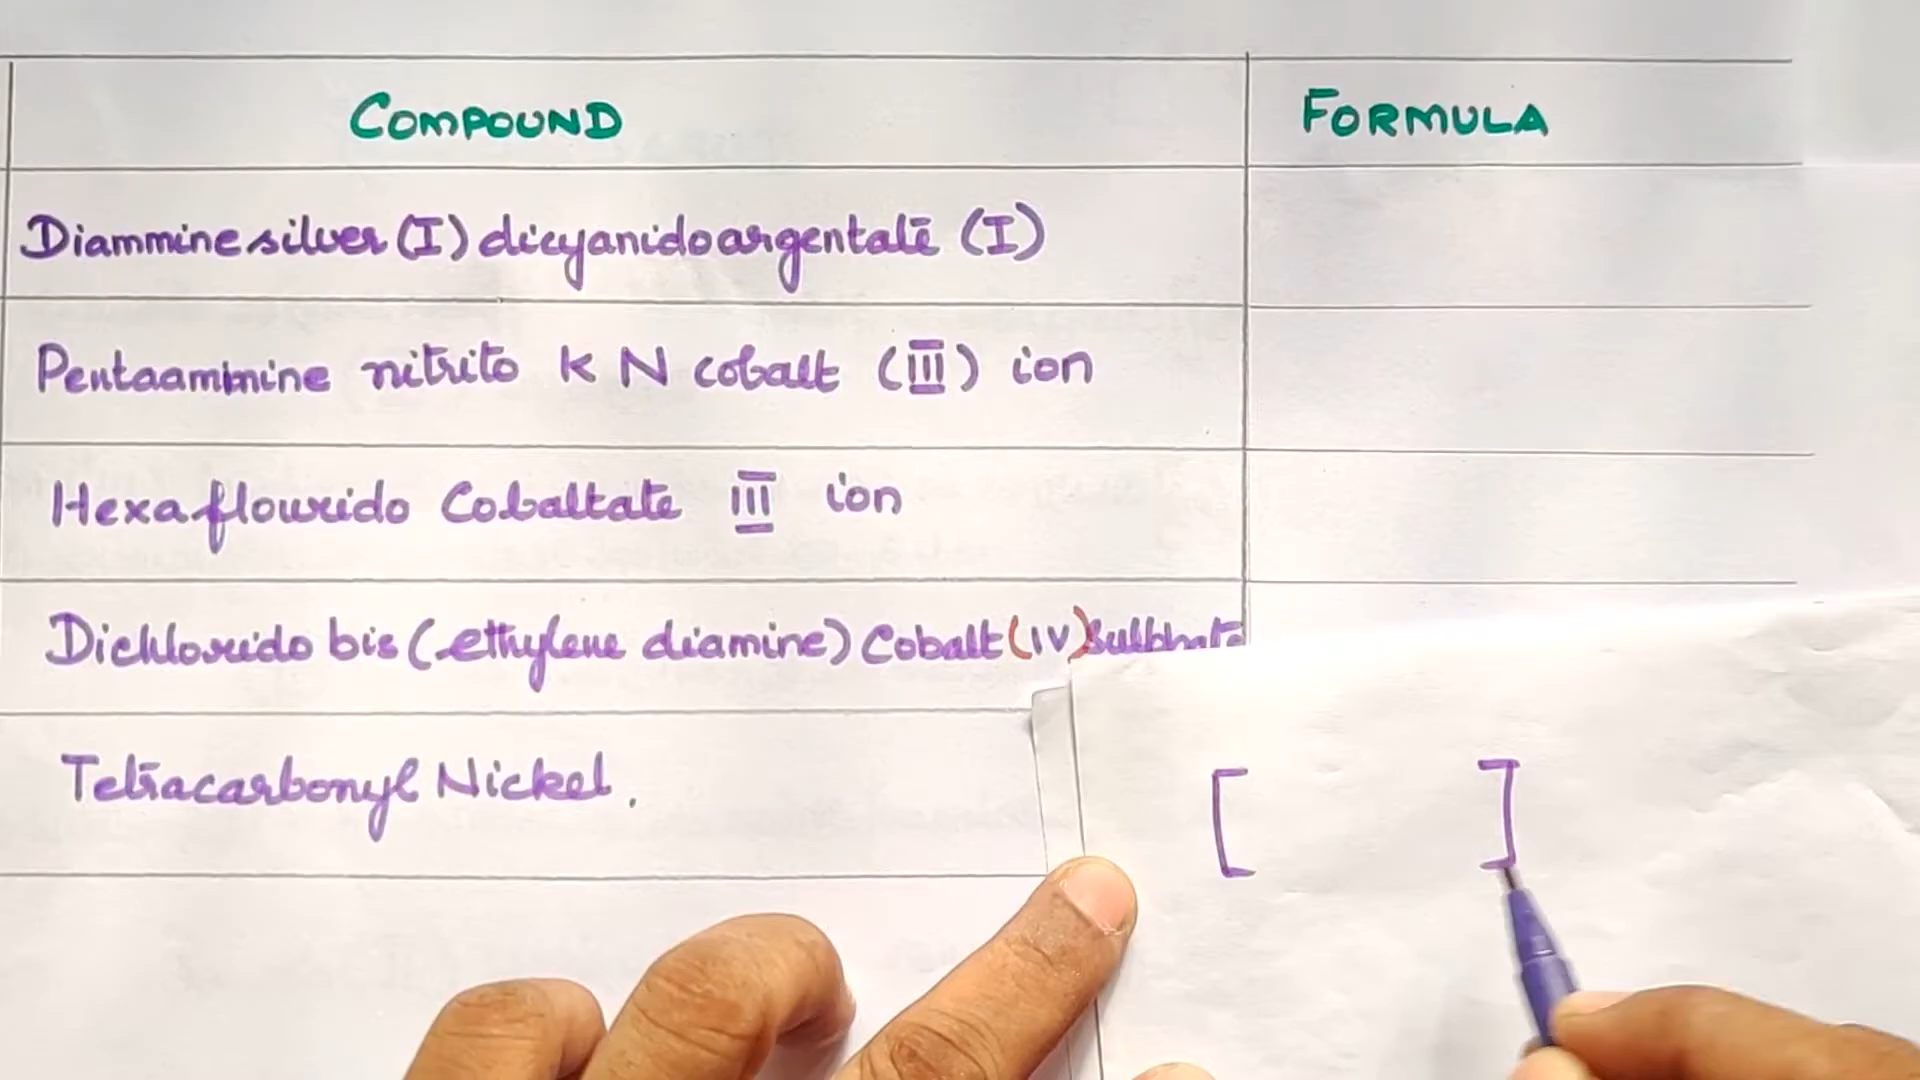 COMPOUND
FORMULA
Diammine silver (I) dicyanidoargentate (I)
Pentaammine nitrito K N cobalt (III) ion
Hexaflourido Cobaltate III ion
Dichlorido bis (ethylene diamine) Cobalt (IV) Sulphate
Tetracarbonyl Nickel.
[ ]